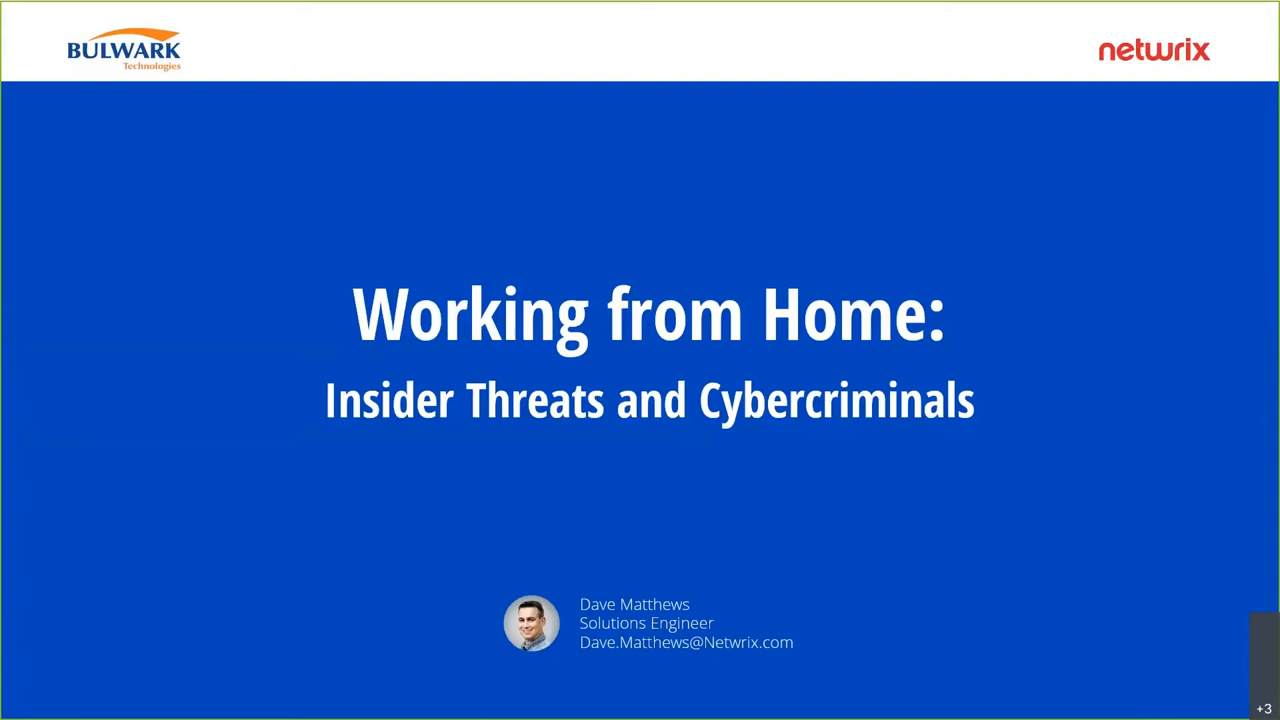 BULWARK
Technologies
netwrix
Working from Home:
Insider Threats and Cybercriminals
Dave Matthews
Solutions Engineer
Dave.Matthews@Netwrix.com
+3